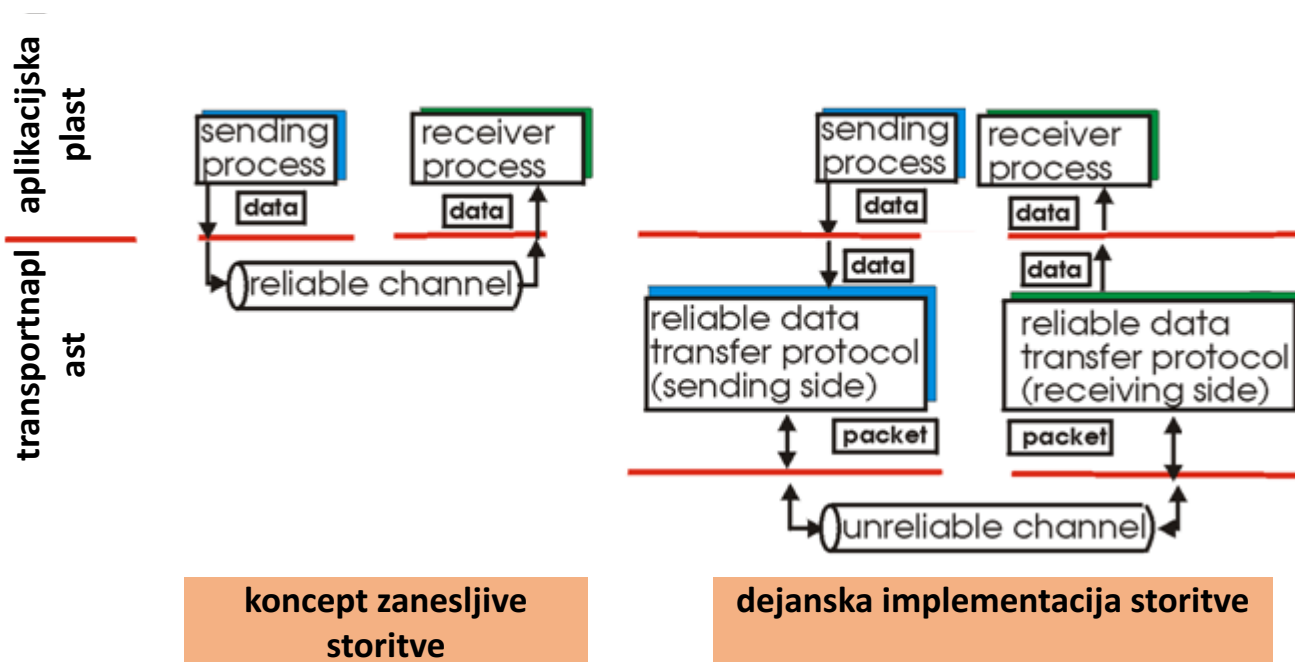 aplikacijska
plast
transportnapl
ast
sending
process
receiver
process
data
data
reliable channel
koncept zanesljive
storitve
sending
process
receiver
process
data
data
data
data
reliable data
transfer protocol
(sending side)
reliable data
transfer protocol
(receiving side)
packet
packet
unreliable channel
dejanska implementacija storitve